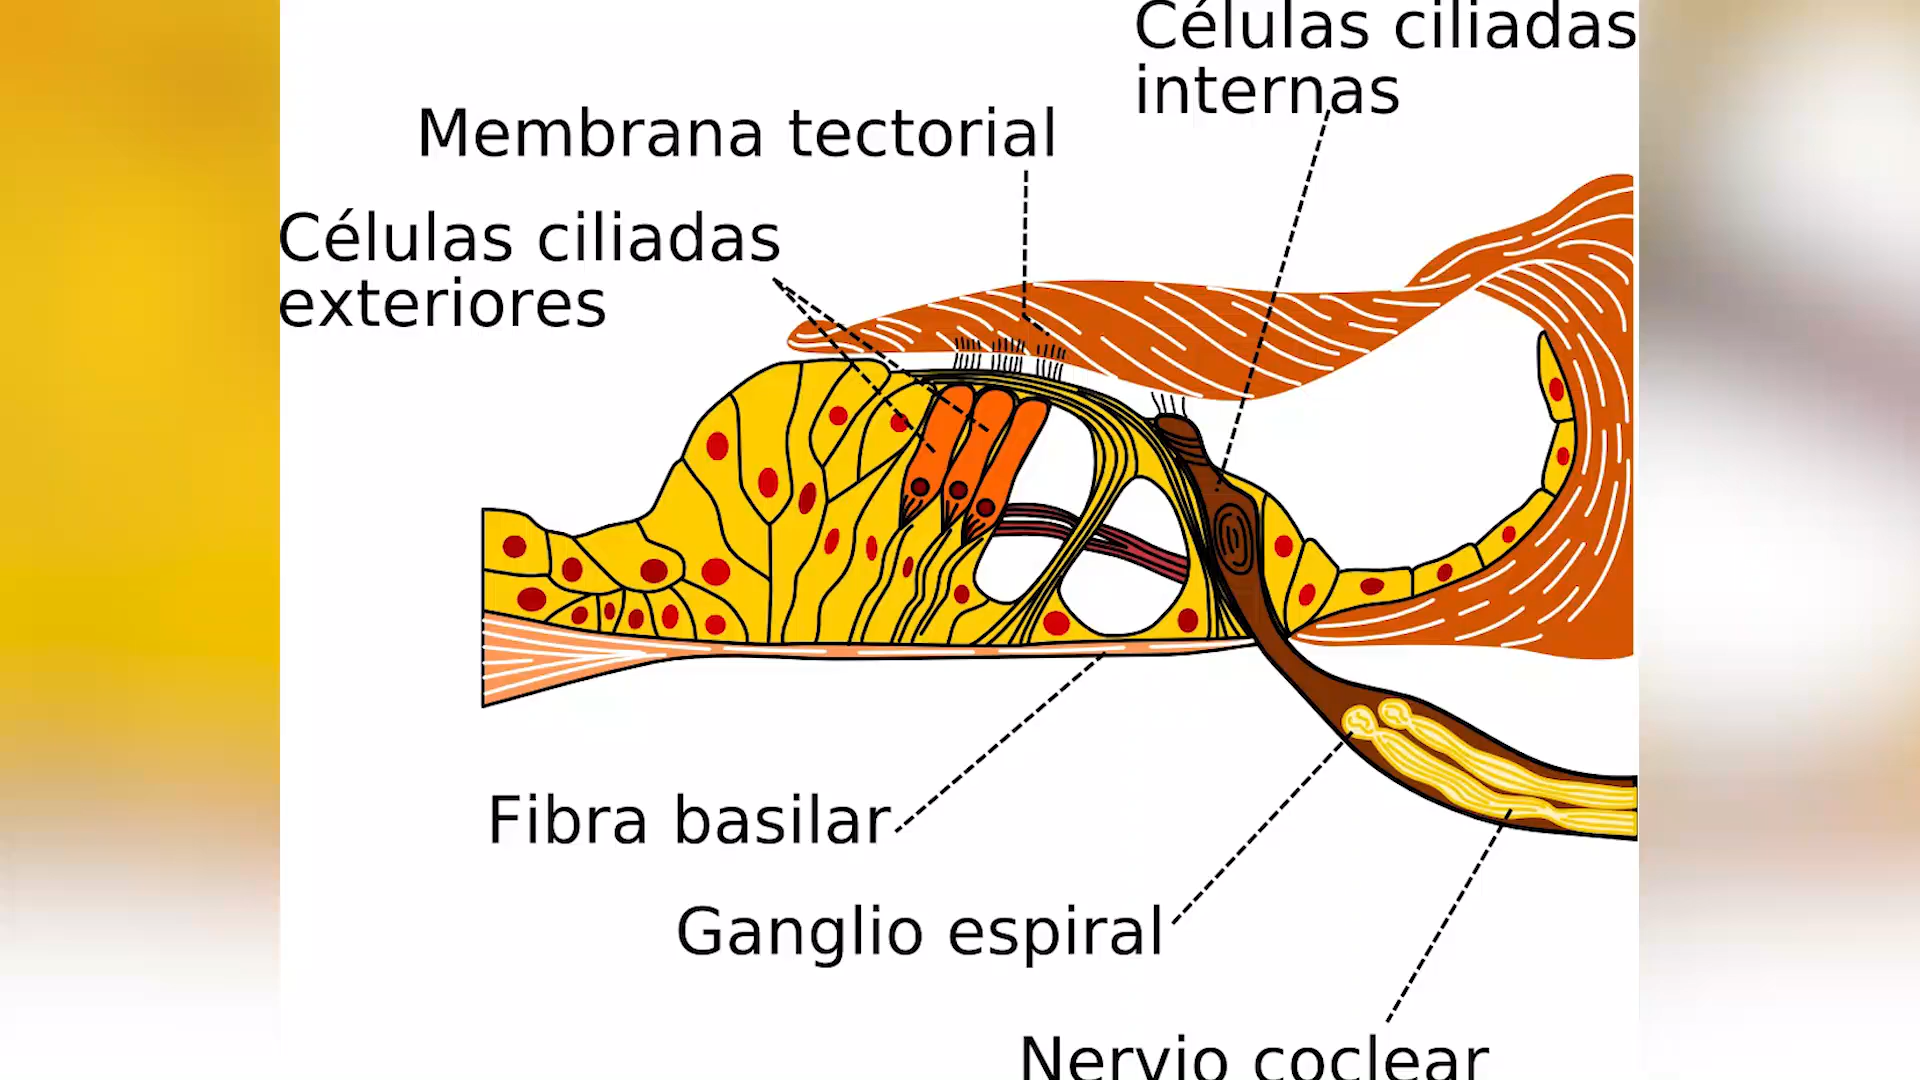 Células ciliadas
internas
Membrana tectorial
Células ciliadas
exteriores
Fibra basilar
Ganglio espiral
Nervio coclear